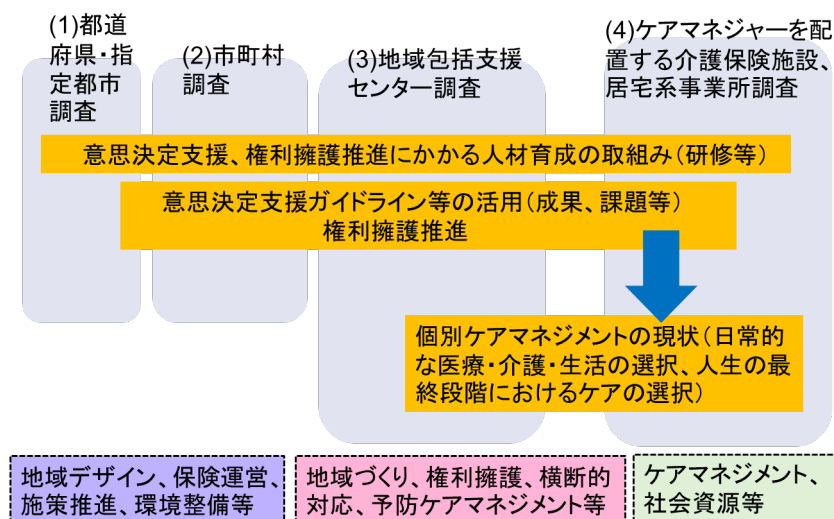 (1)都道
府県・指
定都市
調査
(2)市町村
調査
(3)地域包括支援
センター調査
(4)ケアマネジャーを配
置する介護保険施設、
居宅系事業所調査
意思決定支援、権利擁護推進にかかる人材育成の取組み(研修等)
意思決定支援ガイドライン等の活用(成果、課題等)
権利擁護推進
個別ケアマネジメントの現状(日常的
な医療・介護・生活の選択、人生の最
終段階におけるケアの選択)
地域デザイン、保険運営、
施策推進、環境整備等
地域づくり、権利擁護、横断的
対応、予防ケアマネジメント等
ケアマネジメント、
社会資源等